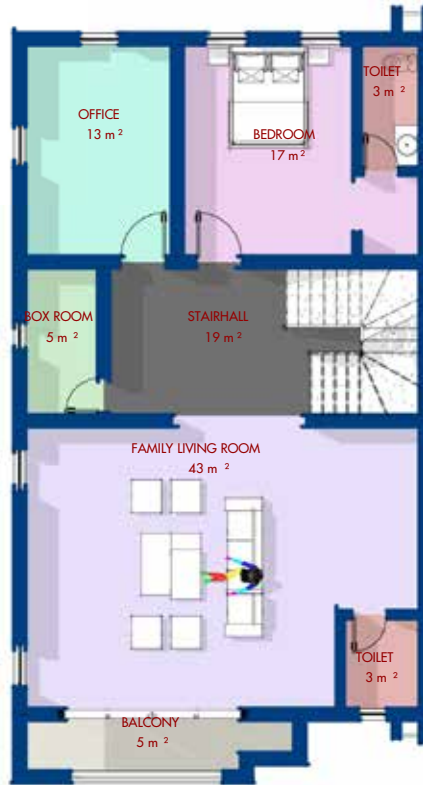 OFFICE
13 m ²
BEDROOM
17 m ²
TOILET
3 m ²
BOX ROOM
5 m ²
STAIRHALL
19 m ²
FAMILY LIVING ROOM
43 m ²
TOILET
3 m ²
BALCONY
5 m ²